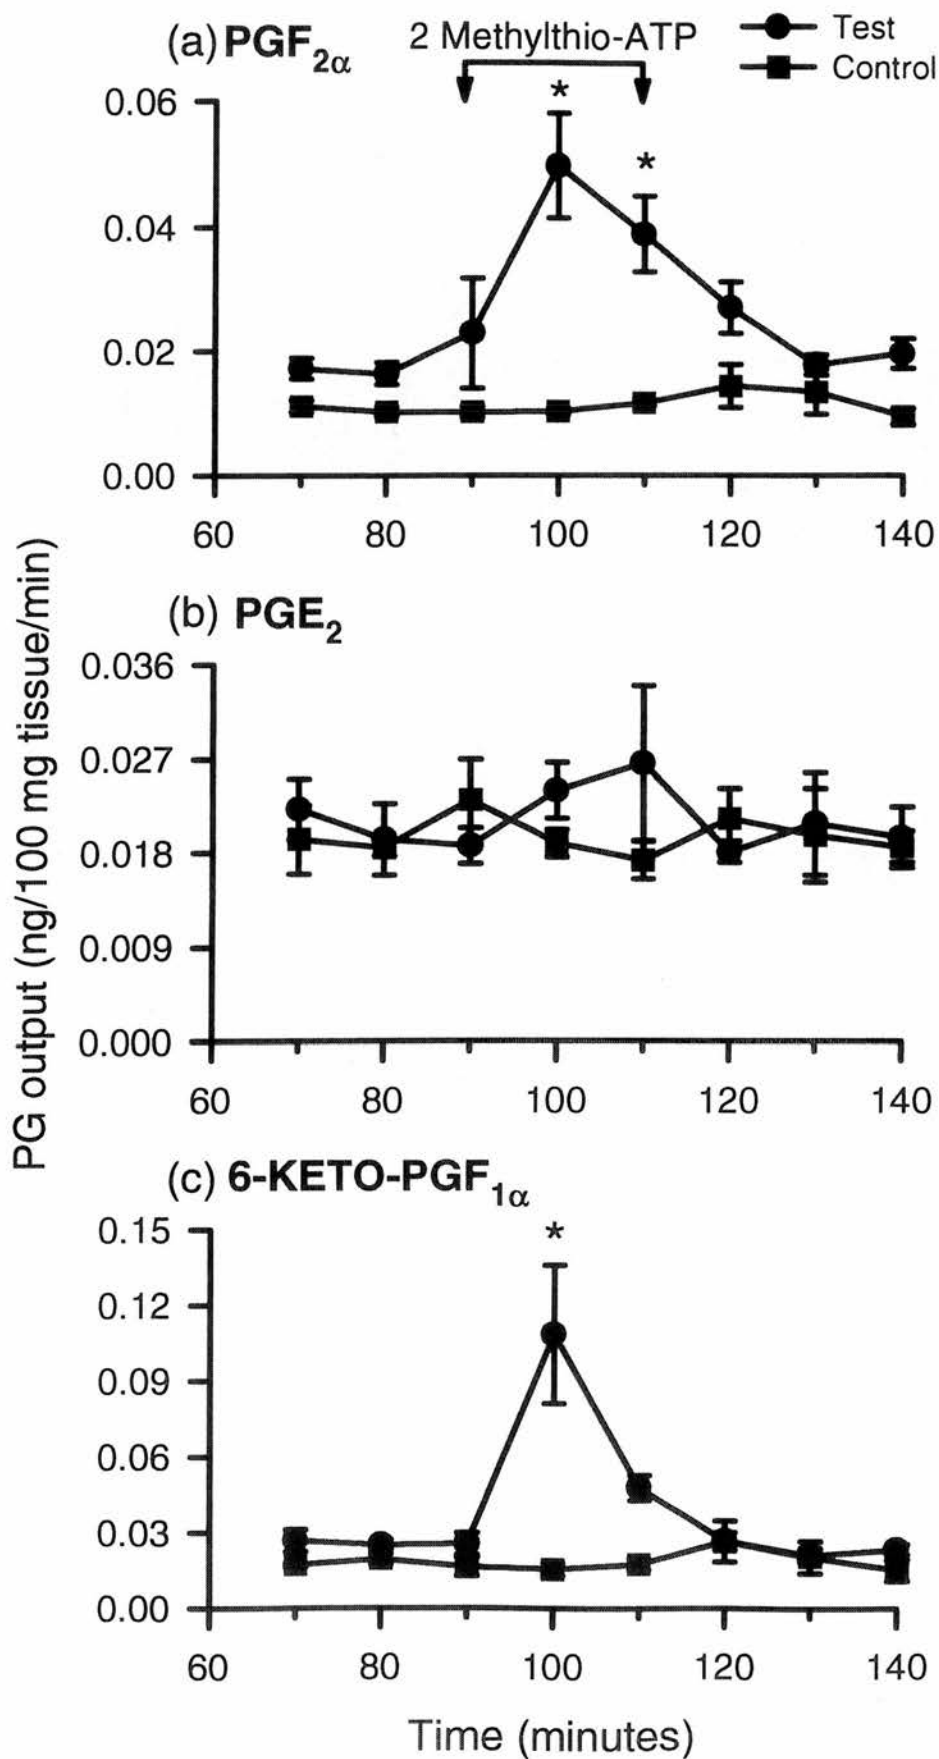 (a) PGF2α
2 Methylthio-ATP
Test
Control
*
*
0.06
0.04
0.02
0.00
60 80 100 120 140
PG output (ng/100 mg tissue/min)
(b) PGE2
0.036
0.027
0.018
0.009
0.000
60 80 100 120 140
(c) 6-KETO-PGF1α
*
0.15
0.12
0.09
0.06
0.03
0.00
60 80 100 120 140
Time (minutes)